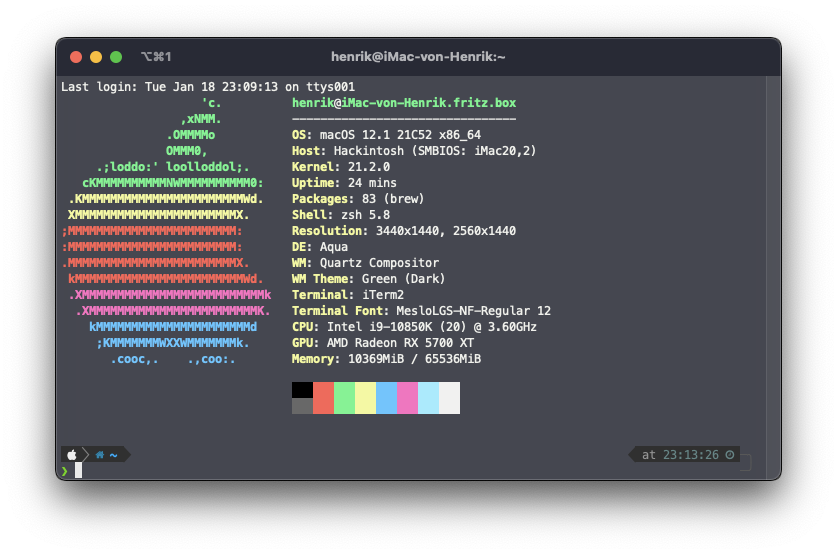 ⌥⌘1
henrik@iMac-von-Henrik:~
Last login: Tue Jan 18 23:09:13 on ttys001
                    'c.          henrik@iMac-von-Henrik.fritz.box
                 ,xNMM.          --------------------------------
               .OMMMMo           OS: macOS 12.1 21C52 x86_64
               OMMM0,            Host: Hackintosh (SMBIOS: iMac20,2)
     .;loddo:' loolloddol;.      Kernel: 21.2.0
   cKMMMMMMMMMMNWMMMMMMMMMM0:    Uptime: 24 mins
 .KMMMMMMMMMMMMMMMMMMMMMMMWd.    Packages: 83 (brew)
 XMMMMMMMMMMMMMMMMMMMMMMMX.      Shell: zsh 5.8
;MMMMMMMMMMMMMMMMMMMMMMMM:       Resolution: 3440x1440, 2560x1440
:MMMMMMMMMMMMMMMMMMMMMMMM:       DE: Aqua
.MMMMMMMMMMMMMMMMMMMMMMMMX.      WM: Quartz Compositor
 kMMMMMMMMMMMMMMMMMMMMMMMMWd.    WM Theme: Green (Dark)
 .XMMMMMMMMMMMMMMMMMMMMMMMMMMk   Terminal: iTerm2
  .XMMMMMMMMMMMMMMMMMMMMMMMMK.   Terminal Font: MesloLGS-NF-Regular 12
    kMMMMMMMMMMMMMMMMMMMMMMd     CPU: Intel i9-10850K (20) @ 3.60GHz
     ;KMMMMMMMWXXWMMMMMMMk.      GPU: AMD Radeon RX 5700 XT
       .cooc,.    .,coo:.        Memory: 10369MiB / 65536MiB
~ at 23:13:26
❯